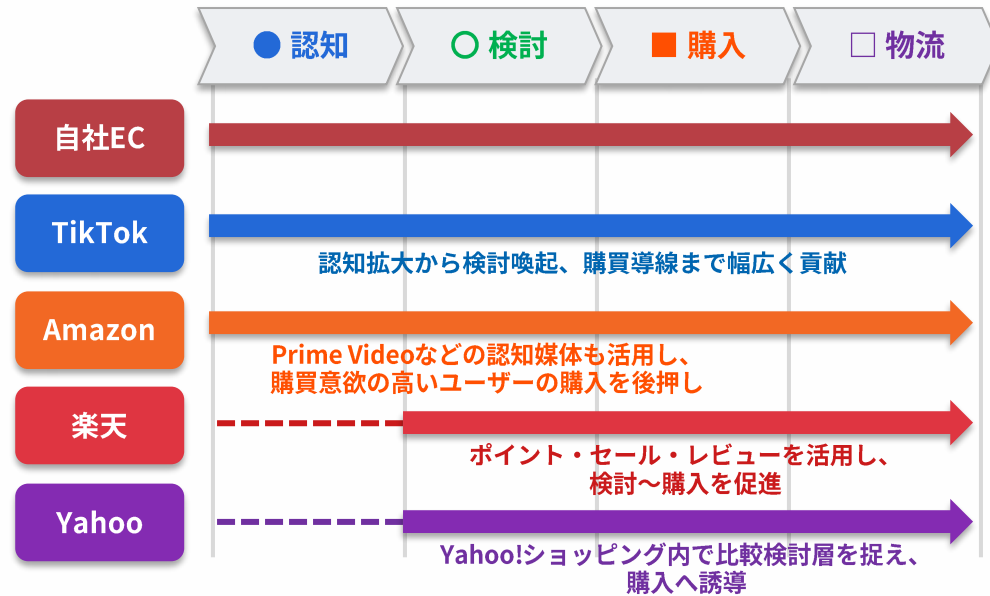 ● 認知
○ 検討
■ 購入
□ 物流
自社EC
TikTok
認知拡大から検討喚起、購買導線まで幅広く貢献
Amazon
Prime Videoなどの認知媒体も活用し、
購買意欲の高いユーザーの購入を後押し
楽天
ポイント・セール・レビューを活用し、
検討～購入を促進
Yahoo
Yahoo!ショッピング内で比較検討層を捉え、
購入へ誘導